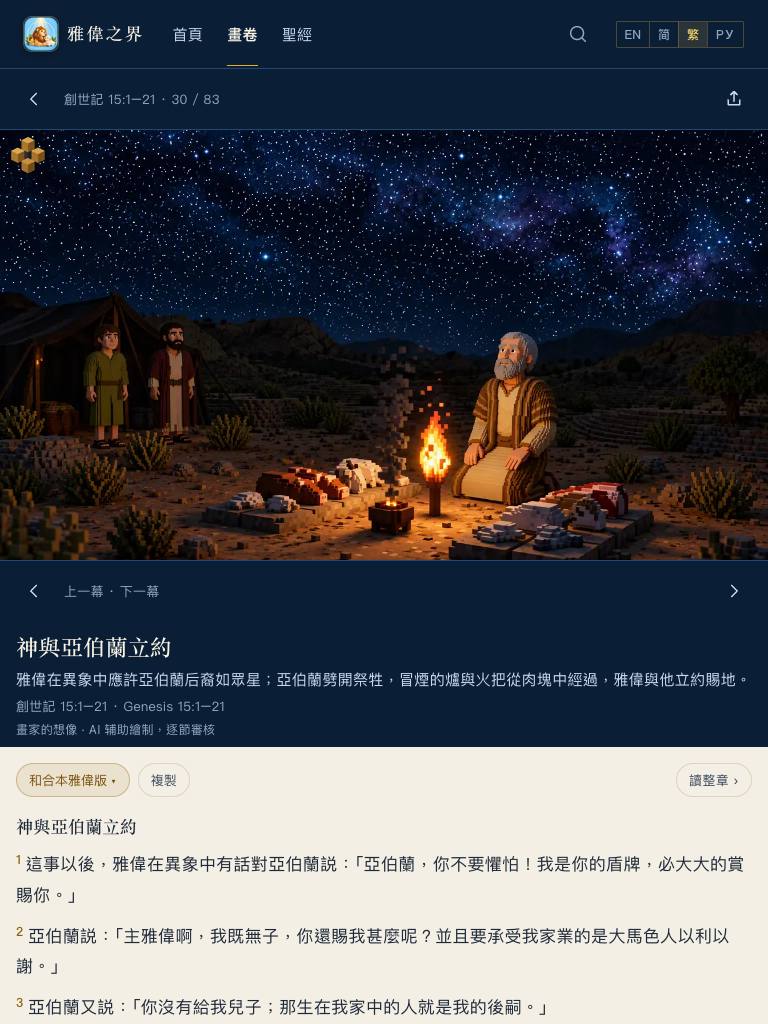 雅偉之界 首頁 畫卷 聖經 EN 简 繁 РУ
創世記 15:1–21 · 30 / 83
上一幕 · 下一幕
神與亞伯蘭立約
雅偉在異象中應許亞伯蘭后裔如眾星；亞伯蘭劈開祭牲，冒煙的爐與火把從肉塊中經過，雅偉與他立約賜地。
創世記 15:1–21 · Genesis 15:1–21
畫家的想像 · AI 辅助繪制，逐節審核
和合本雅偉版 ▾ 複製 讀整章 ›
神與亞伯蘭立約
1 這事以後，雅偉在異象中有話對亞伯蘭説：「亞伯蘭，你不要懼怕！我是你的盾牌，必大大的賞
賜你。」
2 亞伯蘭説：「主雅偉啊，我既無子，你還賜我甚麼呢？並且要承受我家業的是大馬色人以利以
謝。」
3 亞伯蘭又説：「你沒有給我兒子；那生在我家中的人就是我的後嗣。」